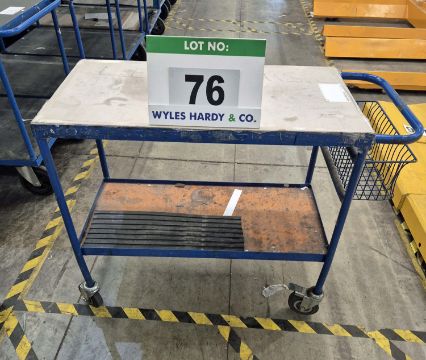 LOT NO:
76
WYLES HARDY & CO.